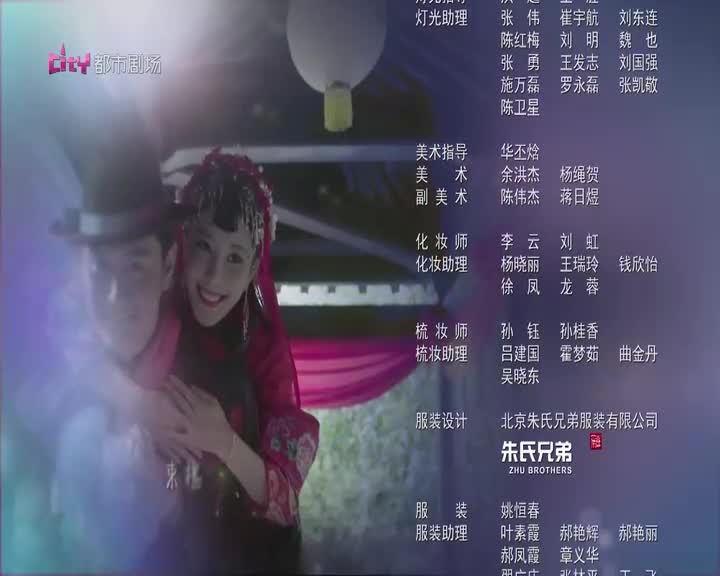 City 都市剧场
灯光助理 张 伟 崔宇航 刘东连
陈红梅 刘 明 魏 也
张 勇 王发志 刘国强
施万磊 罗永磊 张凯敬
陈卫星
美术指导 华丕焓
美 术 余洪杰 杨绳贺
副 美 术 陈伟杰 蒋日煜
化 妆 师 李 云 刘 虹
化妆助理 杨晓丽 王瑞玲 钱欣怡
徐 凤 龙 蓉
梳 妆 师 孙 钰 孙桂香
梳妆助理 吕建国 霍梦茹 曲金丹
吴晓东
服装设计 北京朱氏兄弟服装有限公司
朱氏兄弟
ZHU BROTHERS
服 装 姚恒春
服装助理 叶素霞 郝艳辉 郝艳丽
郝凤霞 章义华